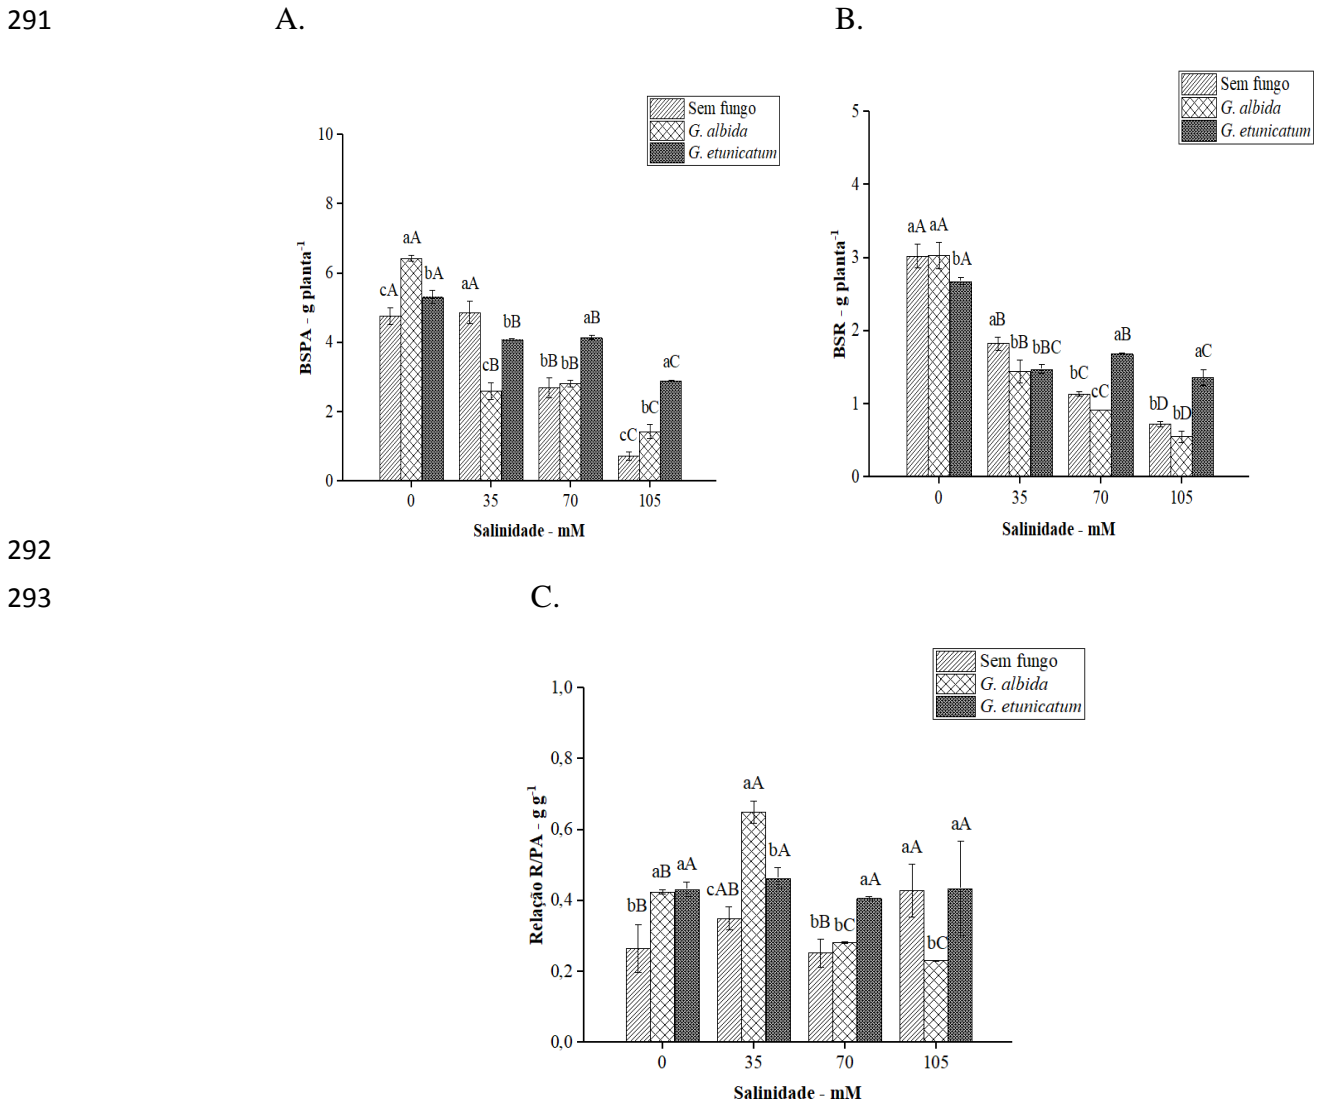 291
A.
B.
Sem fungo
G. albida
G. etunicatum
10
8
6
4
2
0
BSPA - g planta⁻¹
cA
aA
bA
aA
cB
bB
bB
bB
aB
cC
bC
aC
0
35
70
105
Salinidade - mM
Sem fungo
G. albida
G. etunicatum
5
4
3
2
1
0
BSR - g planta⁻¹
aA
aA
bA
aB
bB
bBC
bC
cC
aB
bD
bD
aC
0
35
70
105
Salinidade - mM
292
293
C.
Sem fungo
G. albida
G. etunicatum
1,0
0,8
0,6
0,4
0,2
0,0
Relação R/PA - g g⁻¹
bB
aB
aA
cAB
aA
bA
bB
bC
aA
aA
bC
aA
0
35
70
105
Salinidade - mM